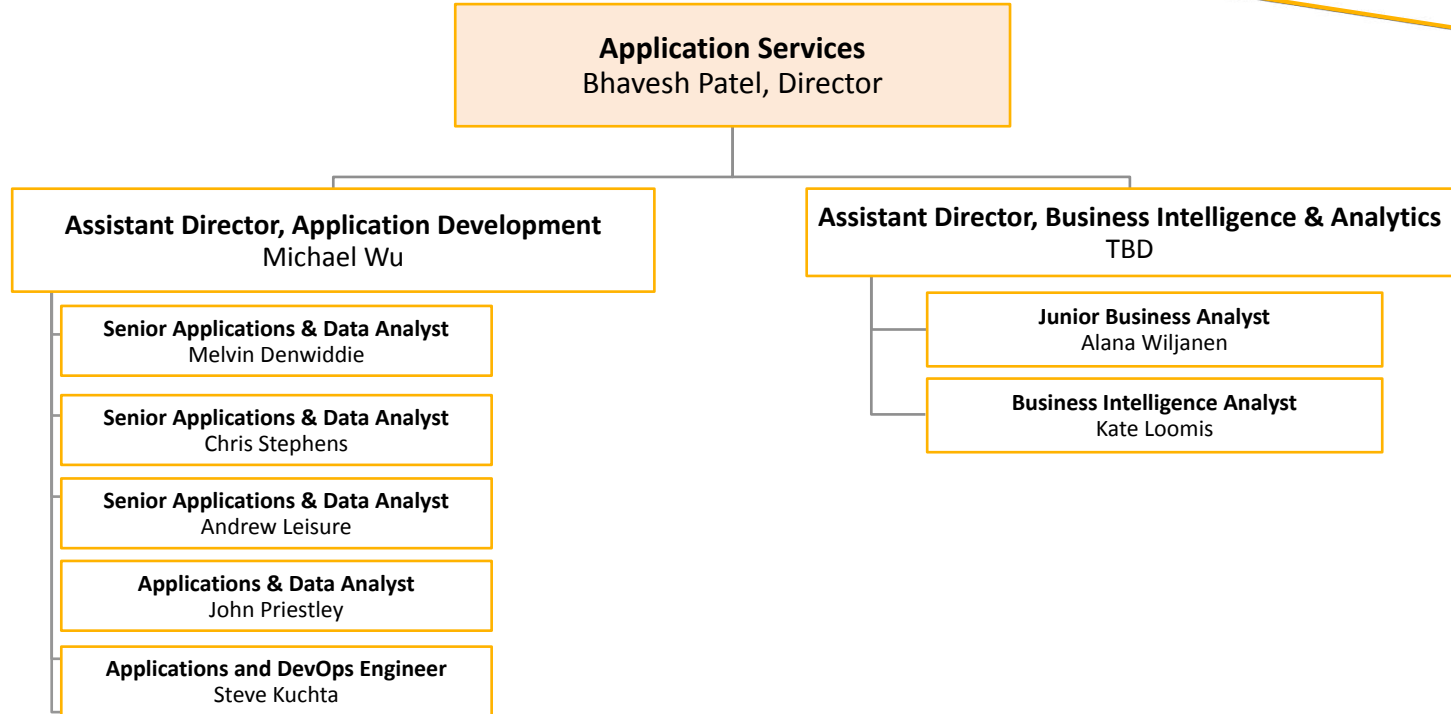 Application Services
Bhavesh Patel, Director
Assistant Director, Application Development
Michael Wu
Senior Applications & Data Analyst
Melvin Denwiddie
Senior Applications & Data Analyst
Chris Stephens
Senior Applications & Data Analyst
Andrew Leisure
Applications & Data Analyst
John Priestley
Applications and DevOps Engineer
Steve Kuchta
Assistant Director, Business Intelligence & Analytics
TBD
Junior Business Analyst
Alana Wiljanen
Business Intelligence Analyst
Kate Loomis